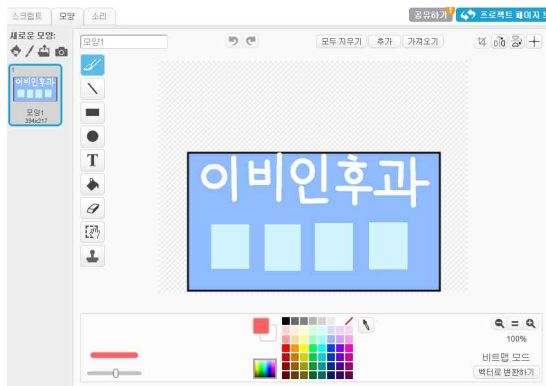 스크립트 모양 소리
공유하기 프로젝트 페이지 보
새로운 모양:
모양1
모두 지우기 추가 가져오기
1
이비인후과
모양1
394x217
T
이비인후과
100%
비트맵 모드
벡터로 변환하기